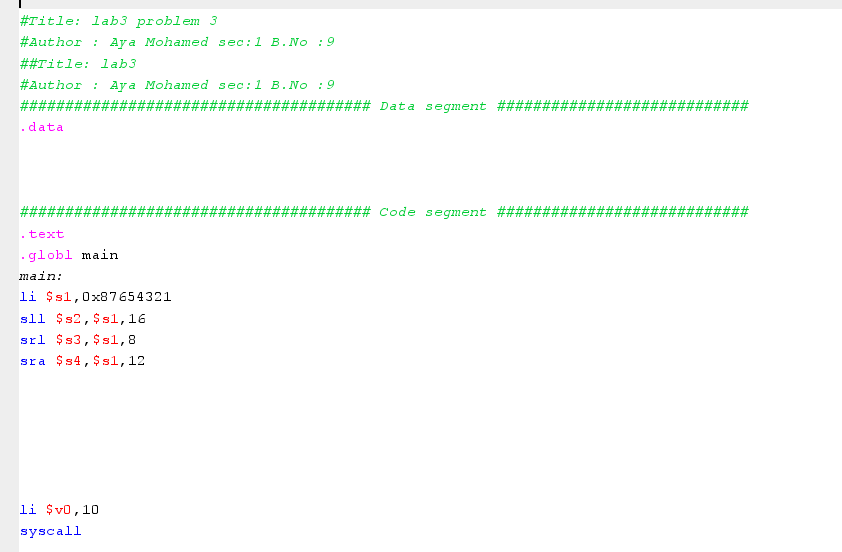 #Title: lab3 problem 3
#Author : Aya Mohamed sec:1 B.No :9
##Title: lab3
#Author : Aya Mohamed sec:1 B.No :9
####################################### Data segment ############################
.data
####################################### Code segment ############################
.text
.globl main
main:
li $s1,0x87654321
sll $s2,$s1,16
srl $s3,$s1,8
sra $s4,$s1,12
li $v0,10
syscall